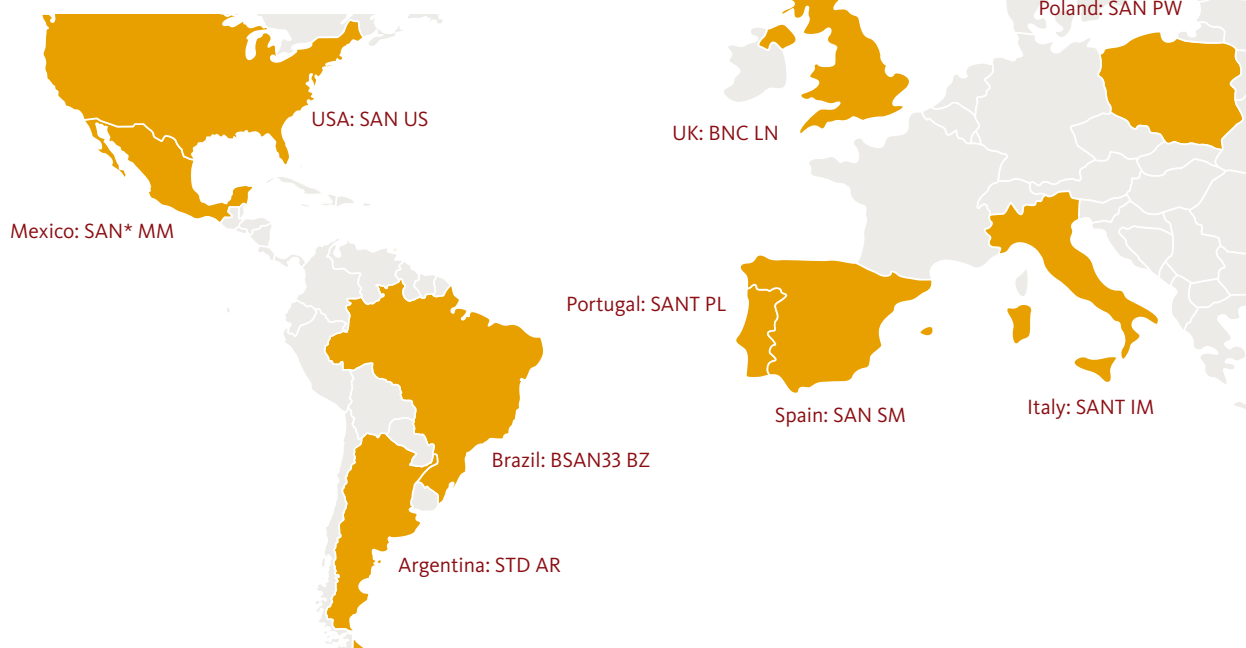 Poland: SAN PW
USA: SAN US
UK: BNC LN
Mexico: SAN* MM
Portugal: SANT PL
Spain: SAN SM
Italy: SANT IM
Brazil: BSAN33 BZ
Argentina: STD AR